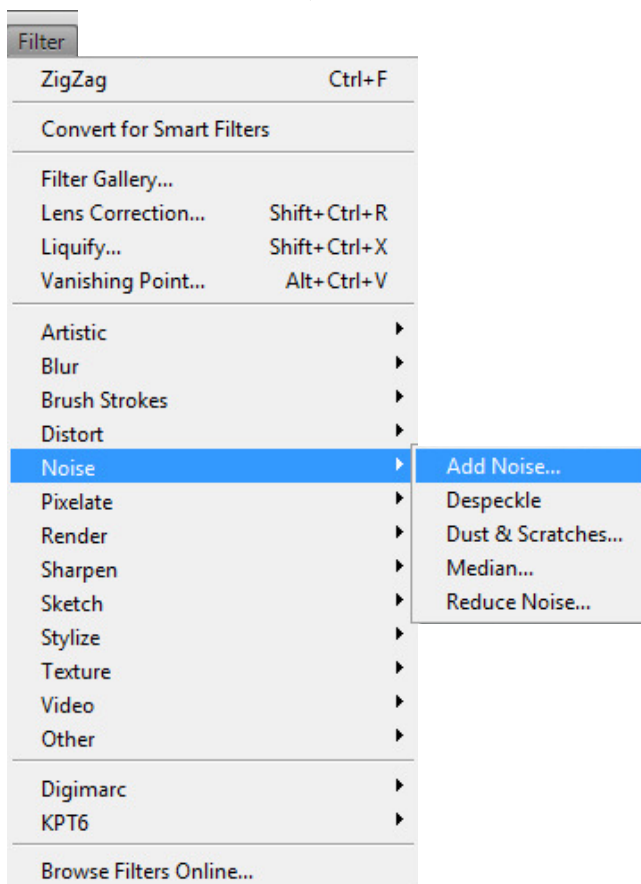 Filter
ZigZag Ctrl+F
Convert for Smart Filters
Filter Gallery...
Lens Correction... Shift+Ctrl+R
Liquify... Shift+Ctrl+X
Vanishing Point... Alt+Ctrl+V
Artistic
Blur
Brush Strokes
Distort
Noise
Add Noise...
Pixelate
Despeckle
Render
Dust & Scratches...
Sharpen
Median...
Sketch
Reduce Noise...
Stylize
Texture
Video
Other
Digimarc
KPT6
Browse Filters Online...